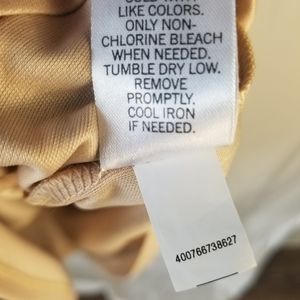 LIKE COLORS.
ONLY NON-
CHLORINE BLEACH
WHEN NEEDED.
TUMBLE DRY LOW.
REMOVE
PROMPTLY.
COOL IRON
IF NEEDED.
400766738627